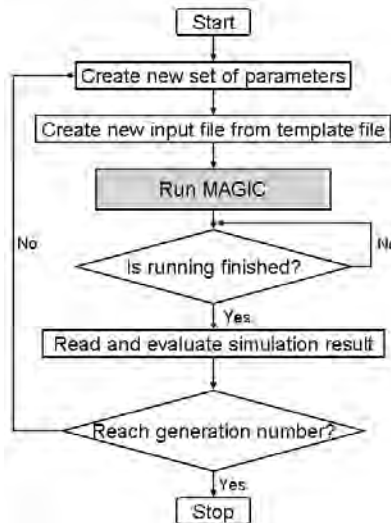 Start
Create new set of parameters
Create new input file from template file
Run MAGIC
No
No
Is running finished?
Yes
Read and evaluate simulation result
Reach generation number?
Yes
Stop